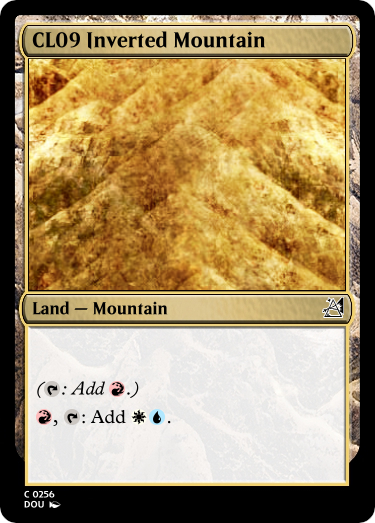 CL09 Inverted Mountain
Land — Mountain
(: Add .)
, : Add .
C 0256
DOU